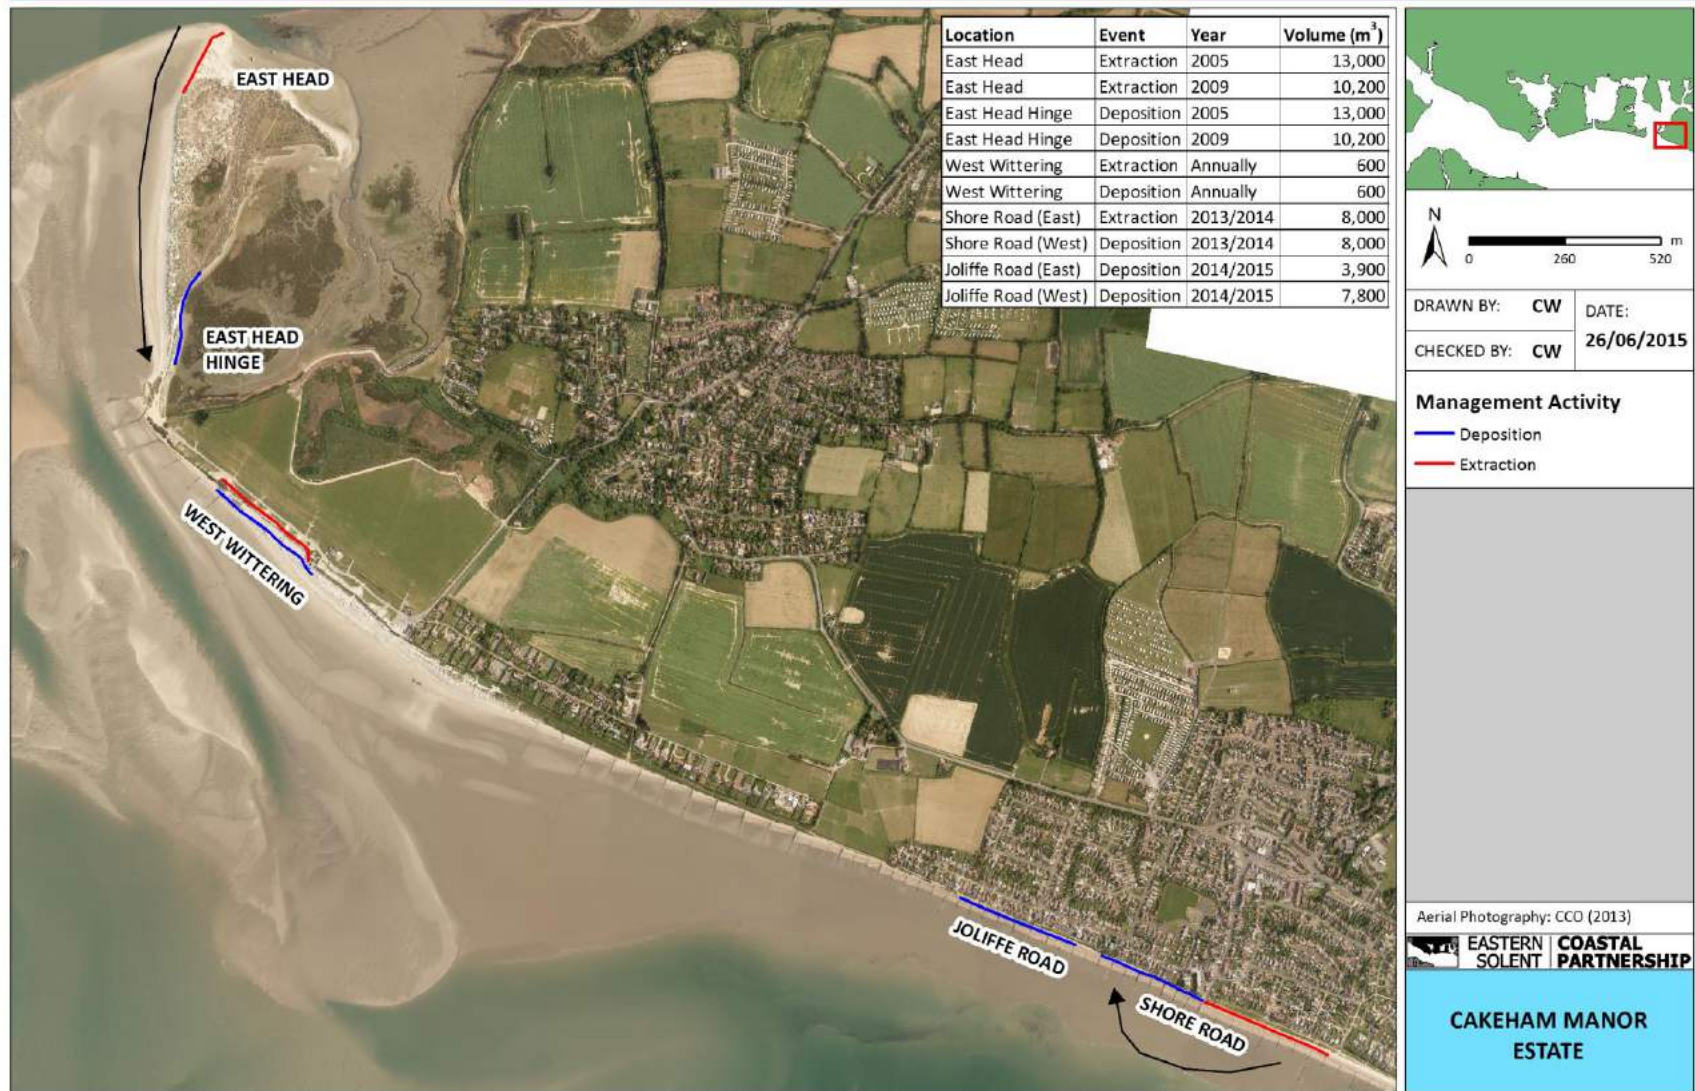 Location Event Year Volume (m³)
East Head Extraction 2005 13,000
East Head Extraction 2009 10,200
East Head Hinge Deposition 2005 13,000
East Head Hinge Deposition 2009 10,200
West Wittering Extraction Annually 600
West Wittering Deposition Annually 600
Shore Road (East) Extraction 2013/2014 8,000
Shore Road (West) Deposition 2013/2014 8,000
Joliffe Road (East) Deposition 2014/2015 3,900
Joliffe Road (West) Deposition 2014/2015 7,800
EAST HEAD
EAST HEAD
HINGE
WEST WITTERING
JOLIFFE ROAD
SHORE ROAD
N
m
0 260 520
DRAWN BY: CW
CHECKED BY: CW
DATE:
26/06/2015
Management Activity
Deposition
Extraction
Aerial Photography: CCO (2013)
EASTERN
SOLENT
COASTAL
PARTNERSHIP
CAKEHAM MANOR
ESTATE